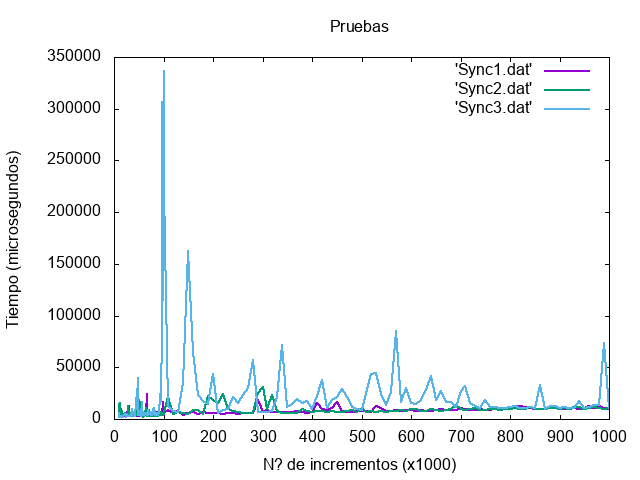 Pruebas
350000
300000
250000
200000
150000
100000
50000
0
Tiempo (microsegundos)
'Sync1.dat'
'Sync2.dat'
'Sync3.dat'
0 100 200 300 400 500 600 700 800 900 1000
N? de incrementos (x1000)